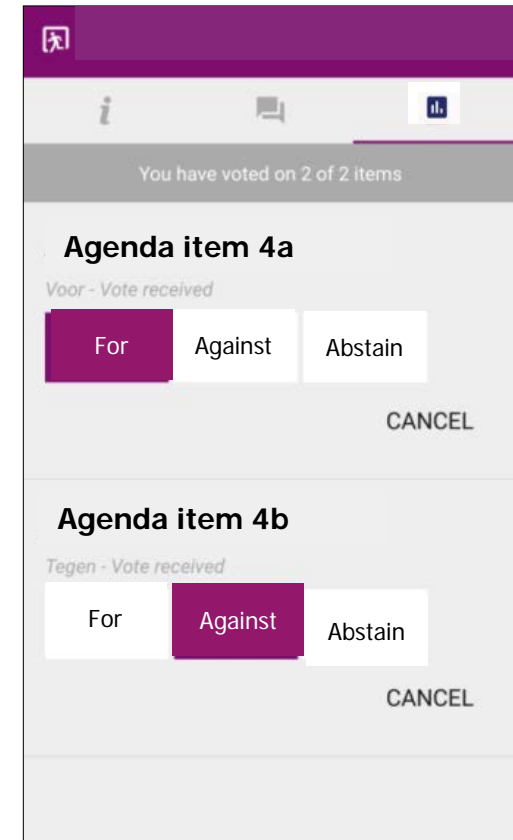 You have voted on 2 of 2 items
Agenda item 4a
Voor - Vote received
For Against Abstain
CANCEL
Agenda item 4b
Tegen - Vote received
For Against Abstain
CANCEL